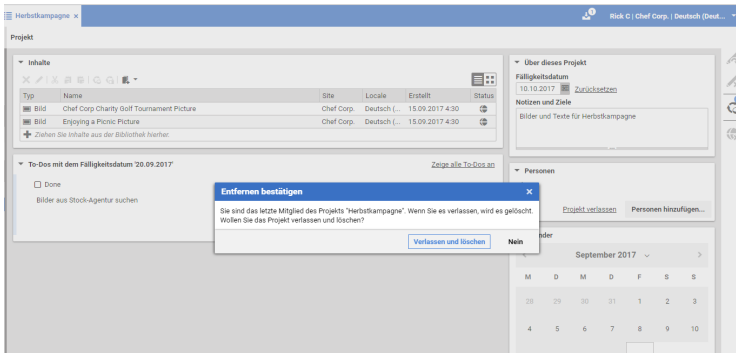 Herbstkampagne ×
1
Rick C | Chef Corp. | Deutsch (Deut...
Projekt
Inhalte
Typ Name Site Locale Erstellt Status
Bild Chef Corp Charity Golf Tournament Picture Chef Corp. Deutsch (... 15.09.2017 4:30
Bild Enjoying a Picnic Picture Chef Corp. Deutsch (... 15.09.2017 4:30
Ziehen Sie Inhalte aus der Bibliothek hierher.
To-Dos mit dem Fälligkeitsdatum '20.09.2017' Zeige alle To-Dos an
Done
Bilder aus Stock-Agentur suchen
Entfernen bestätigen ×
Sie sind das letzte Mitglied des Projekts "Herbstkampagne". Wenn Sie es verlassen, wird es gelöscht.
Wollen Sie das Projekt verlassen und löschen?
Verlassen und löschen Nein
Über dieses Projekt
Fälligkeitsdatum
10.10.2017 Zurücksetzen
Notizen und Ziele
Bilder und Texte für Herbstkampagne
Personen
Projekt verlassen Personen hinzufügen...
nder
September 2017
M D M D F S S
28 29 30 31 1 2 3
4 5 6 7 8 9 10